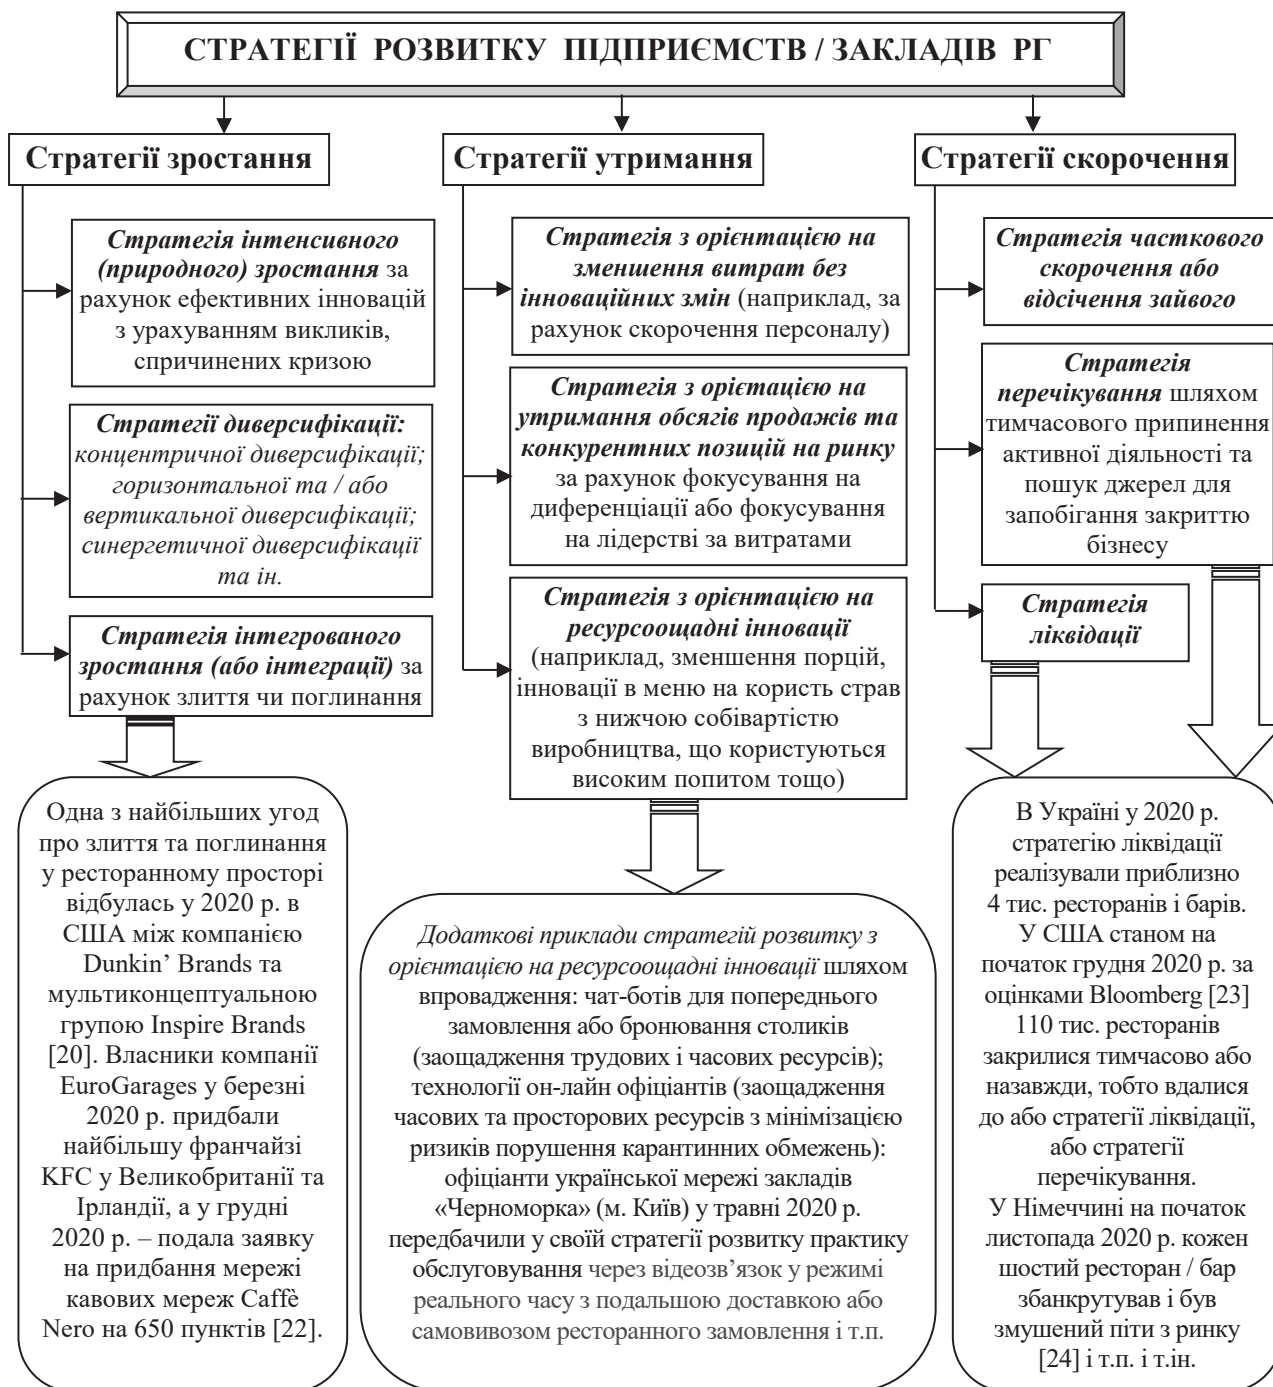 СТРАТЕГІЇ РОЗВИТКУ ПІДПРИЄМСТВ / ЗАКЛАДІВ РГ
Стратегії зростання
Стратегія інтенсивного
(природного) зростання за
рахунок ефективних інновацій
з урахуванням викликів,
спричинених кризою
Стратегії диверсифікації:
концентричної диверсифікації;
горизонтальної та / або
вертикальної диверсифікації;
синергетичної диверсифікації
та ін.
Стратегія інтегрованого
зростання (або інтеграції) за
рахунок злиття чи поглинання
Одна з найбільших угод
про злиття та поглинання
у ресторанному просторі
відбулась у 2020 р. в
США між компанією
Dunkin’ Brands та
мультиконцептуальною
групою Inspire Brands
[20]. Власники компанії
EuroGarages у березні
2020 р. придбали
найбільшу франчайзі
KFC у Великобританії та
Ірландії, а у грудні
2020 р. – подала заявку
на придбання мережі
кавових мереж Caffè
Nero на 650 пунктів [22].
Стратегії утримання
Стратегія з орієнтацією на
зменшення витрат без
інноваційних змін (наприклад, за
рахунок скорочення персоналу)
Стратегія з орієтацією на
утримання обсягів продажів та
конкурентних позицій на ринку
за рахунок фокусування на
диференціації або фокусування
на лідерстві за витратами
Стратегія з орієнтацією на
ресурсоощадні інновації
(наприклад, зменшення порцій,
інновації в меню на користь страв
з нижчою собівартістю
виробництва, що користуються
високим попитом тощо)
Додаткові приклади стратегій розвитку з
орієнтацією на ресурсоощадні інновації шляхом
впровадження: чат-ботів для попереднього
замовлення або бронювання столиків
(заощадження трудових і часових ресурсів);
технології он-лайн офіціантів (заощадження
часових та просторових ресурсів з мінімізацією
ризиків порушення карантинних обмежень):
офіціанти української мережі закладів
«Черноморка» (м. Київ) у травні 2020 р.
передбачили у своїй стратегії розвитку практику
обслуговування через відеозв’язок у режимі
реального часу з подальшою доставкою або
самовивозом ресторанного замовлення і т.п.
Стратегії скорочення
Стратегія часткового
скорочення або
відсічення зайвого
Стратегія
перечікування шляхом
тимчасового припинення
активної діяльності та
пошук джерел для
запобігання закриттю
бізнесу
Стратегія
ліквідації
В Україні у 2020 р.
стратегію ліквідації
реалізували приблизно
4 тис. ресторанів і барів.
У США станом на
початок грудня 2020 р. за
оцінками Bloomberg [23]
110 тис. ресторанів
закрилися тимчасово або
назавжди, тобто вдалися
до або стратегії ліквідації,
або стратегії
перечікування.
У Німеччині на початок
листопада 2020 р. кожен
шостий ресторан / бар
збанкрутував і був
змушений піти з ринку
[24] і т.п. і т.ін.